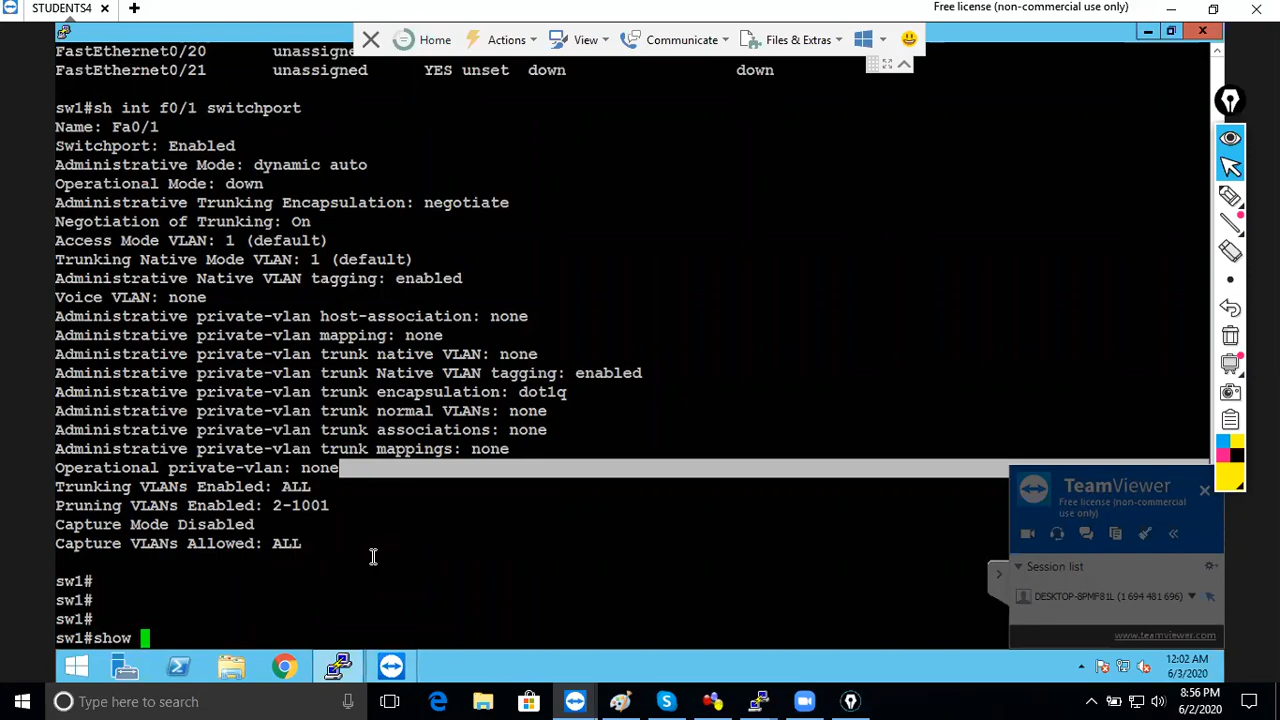 STUDENTS4
Free license (non-commercial use only)
Home
View
Communicate
Files & Extras
FastEthernet0/20 unassigne
FastEthernet0/21 unassigned YES unset down down
sw1#sh int f0/1 switchport
Name: Fa0/1
Switchport: Enabled
Administrative Mode: dynamic auto
Operational Mode: down
Administrative Trunking Encapsulation: negotiate
Negotiation of Trunking: On
Access Mode VLAN: 1 (default)
Trunking Native Mode VLAN: 1 (default)
Administrative Native VLAN tagging: enabled
Voice VLAN: none
Administrative private-vlan host-association: none
Administrative private-vlan mapping: none
Administrative private-vlan trunk native VLAN: none
Administrative private-vlan trunk Native VLAN tagging: enabled
Administrative private-vlan trunk encapsulation: dot1q
Administrative private-vlan trunk normal VLANs: none
Administrative private-vlan trunk associations: none
Administrative private-vlan trunk mappings: none
Operational private-vlan: none
Trunking VLANs Enabled: ALL
Pruning VLANs Enabled: 2-1001
Capture Mode Disabled
Capture VLANs Allowed: ALL
sw1#
sw1#
sw1#
sw1#show
TeamViewer
Free license (non-commercial
use only)
Session list
DESKTOP-8PMF81L (1 694 481 696)
www.teamviewer.com
12:02 AM
6/3/2020
Type here to search
8:56 PM
6/2/2020